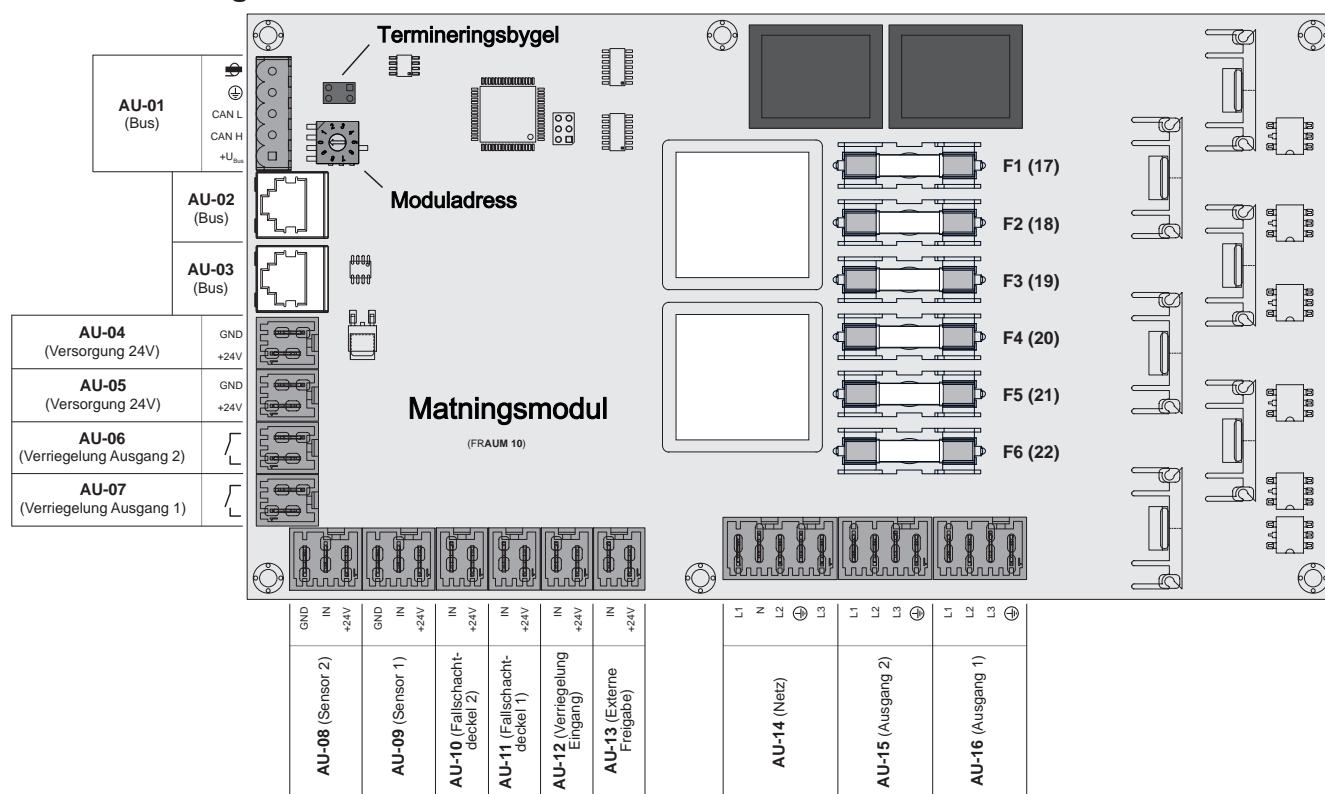 Termineringsbygel
AU-01
(Bus)
CAN L
CAN H
+UBus
Moduladress
AU-02
(Bus)
AU-03
(Bus)
AU-04
(Versorgung 24V)
GND
+24V
AU-05
(Versorgung 24V)
GND
+24V
AU-06
(Verriegelung Ausgang 2)
AU-07
(Verriegelung Ausgang 1)
Matningsmodul
(FRAUM 10)
F1 (17)
F2 (18)
F3 (19)
F4 (20)
F5 (21)
F6 (22)
GND IN +24V
GND IN +24V
IN +24V
IN +24V
IN +24V
IN +24V
L1 N L2 L3
L1 L2 L3
L1 L2 L3
AU-08 (Sensor 2)
AU-09 (Sensor 1)
AU-10 (Fallschacht-
deckel 2)
AU-11 (Fallschacht-
deckel 1)
AU-12 (Verriegelung
Eingang)
AU-13 (Externe
Freigabe)
AU-14 (Netz)
AU-15 (Ausgang 2)
AU-16 (Ausgang 1)